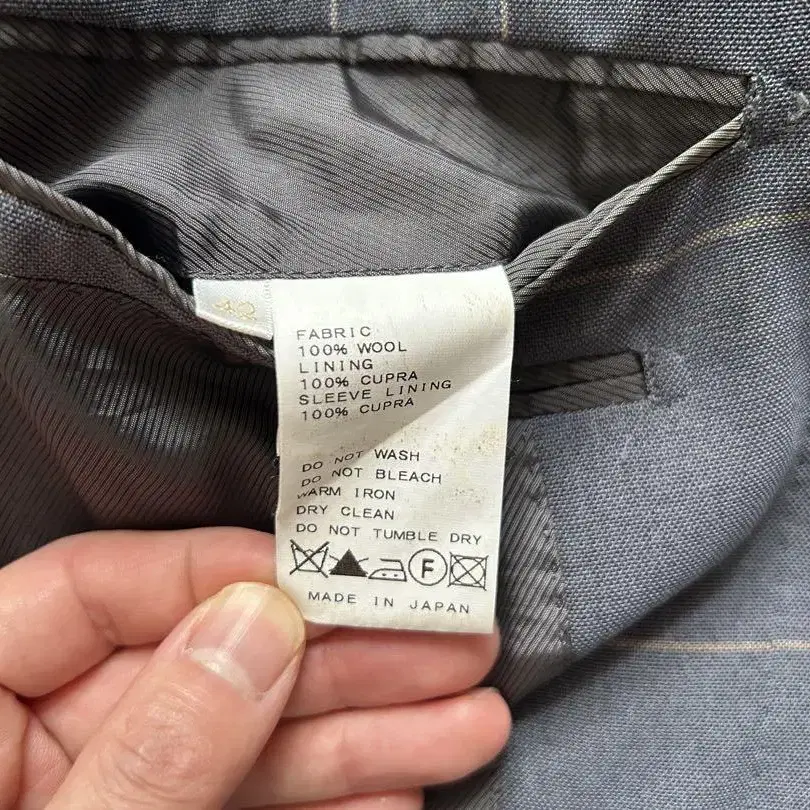 42
FABRIC
100% WOOL
LINING
100% CUPRA
SLEEVE LINING
100% CUPRA
DO NOT WASH
DO NOT BLEACH
WARM IRON
DRY CLEAN
DO NOT TUMBLE DRY
F
MADE IN JAPAN